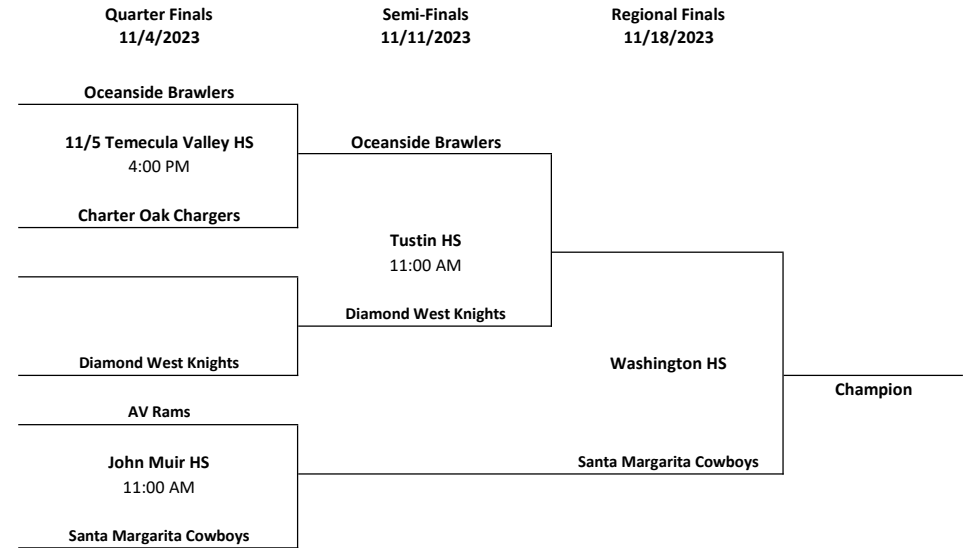 Quarter Finals
11/4/2023
Semi-Finals
11/11/2023
Regional Finals
11/18/2023
Oceanside Brawlers
11/5 Temecula Valley HS
4:00 PM
Oceanside Brawlers
Charter Oak Chargers
Tustin HS
11:00 AM
Diamond West Knights
Diamond West Knights
Washington HS
Champion
AV Rams
John Muir HS
11:00 AM
Santa Margarita Cowboys
Santa Margarita Cowboys